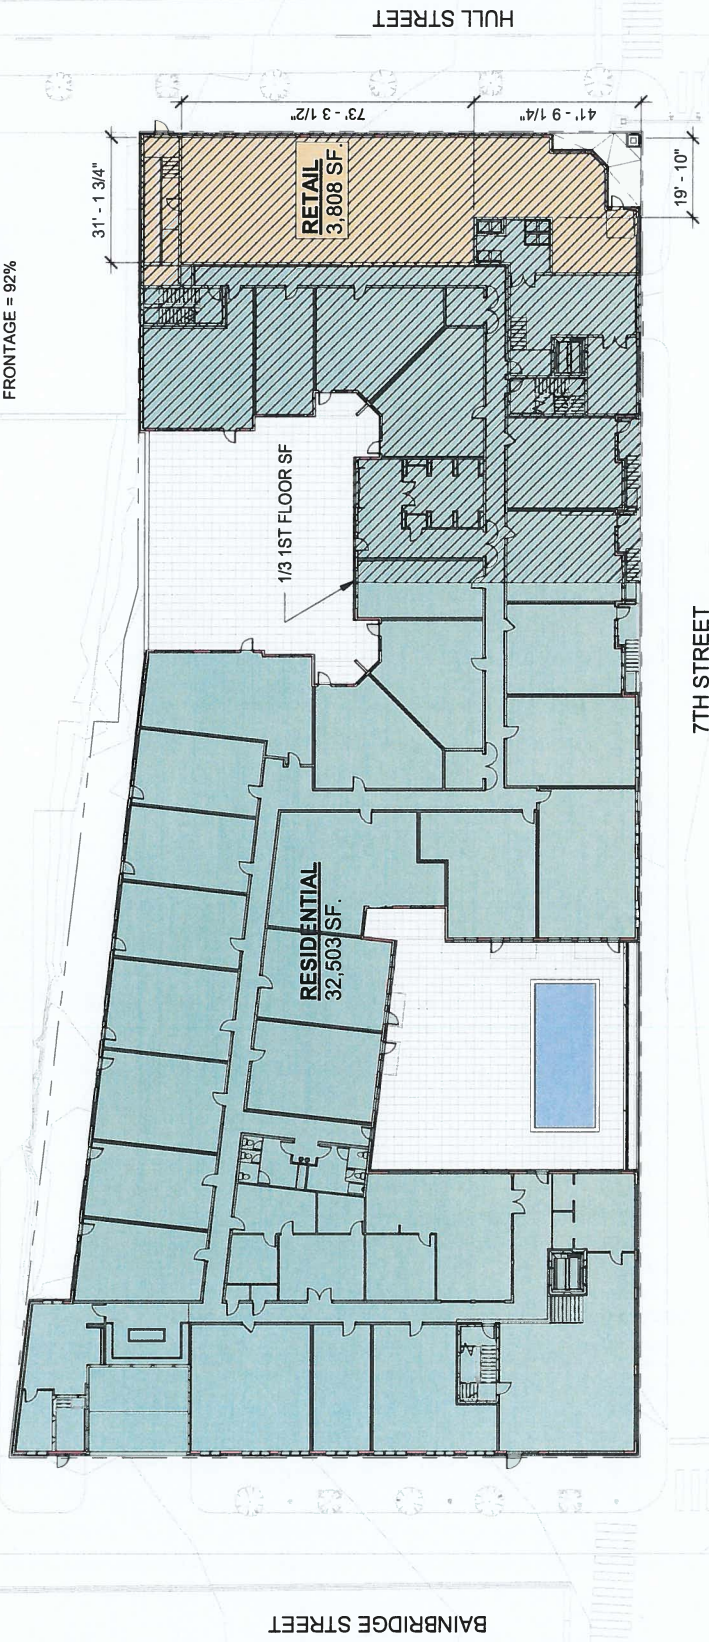 HULL STREET
73' - 3 1/2"
41' - 9 1/4"
31' - 1 3/4"
19' - 10"
RETAIL
3,808 SF.
FRONTAGE = 92%
1/3 1ST FLOOR SF
7TH STREET
RESIDENTIAL
32,503 SF.
BAINBRIDGE STREET